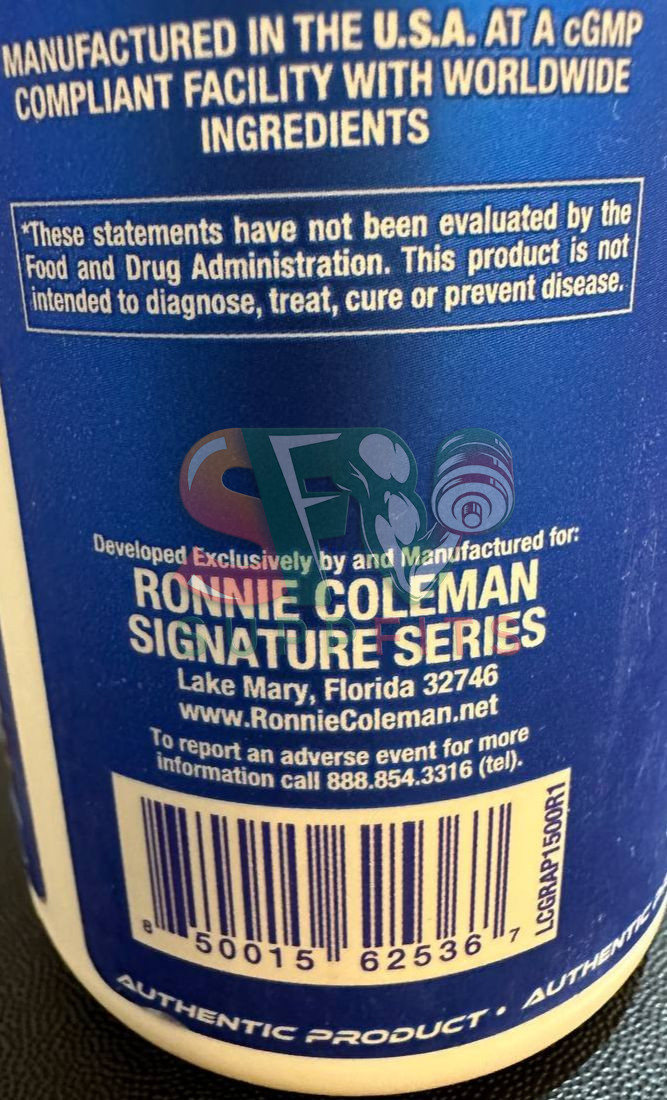 MANUFACTURED IN THE U.S.A. AT A cGMP
COMPLIANT FACILITY WITH WORLDWIDE
INGREDIENTS
*These statements have not been evaluated by the
Food and Drug Administration. This product is not
intended to diagnose, treat, cure or prevent disease.
Developed Exclusively by and Manufactured for:
RONNIE COLEMAN
SIGNATURE SERIES
SUPPFITS
Lake Mary, Florida 32746
www.RonnieColeman.net
To report an adverse event for more
information call 888.854.3316 (tel).
LCGRAP1500R1
8 50015 62536 7
AUTHENTIC PRODUCT • AUTHENTIC